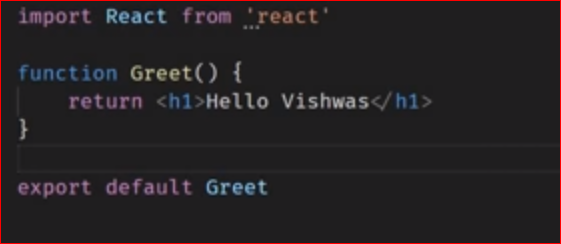 import React from 'react'
function Greet() {
    return <h1>Hello Vishwas</h1>
}
export default Greet